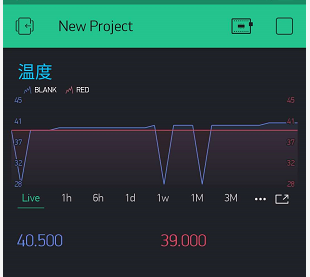 New Project
温度
BLANK RED
45 45
41 41
37 37
32 32
28 28
Live 1h 6h 1d 1w 1M 3M
40.500 39.000